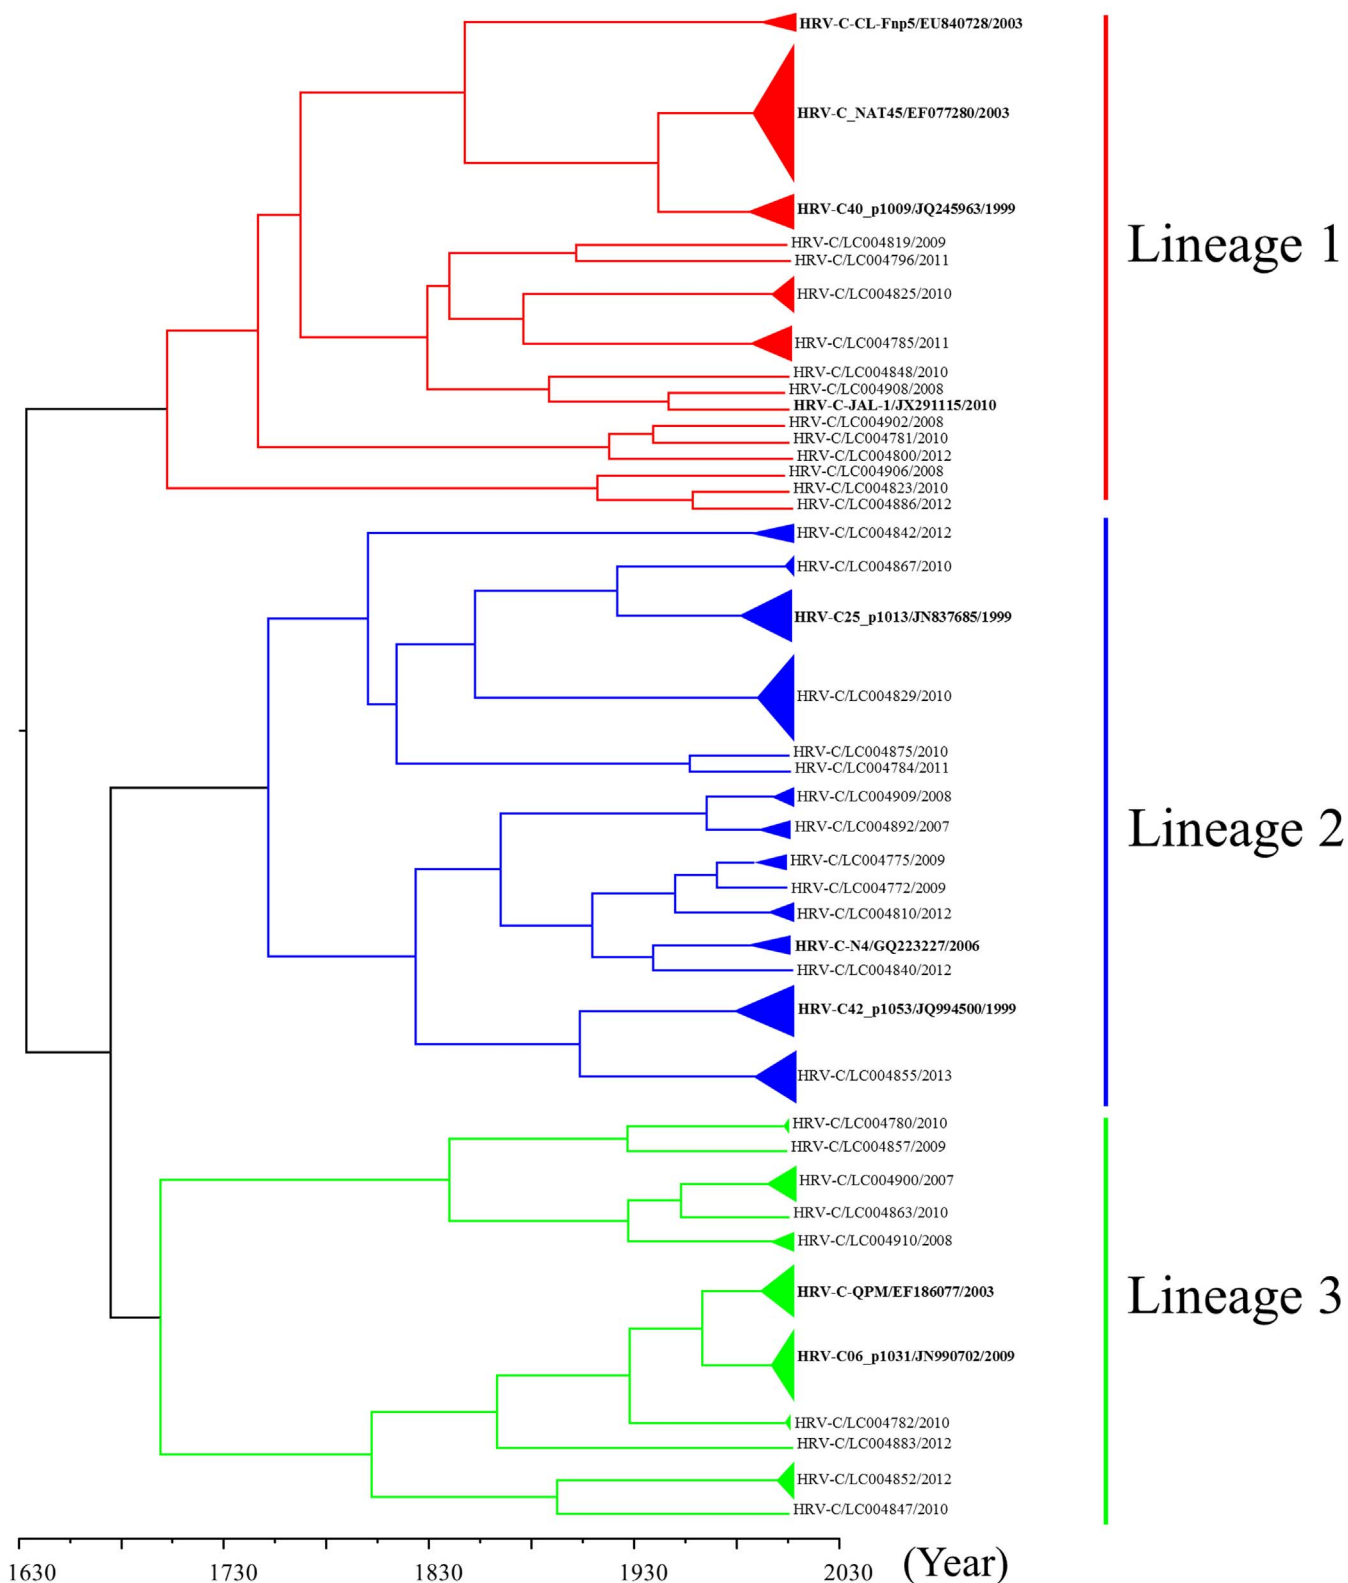 HRV-C-CL-Fnp5/EU840728/2003
HRV-C_NAT45/EF077280/2003
HRV-C40_p1009/JQ245963/1999
HRV-C/LC004819/2009
Lineage 1
HRV-C/LC004796/2011
HRV-C/LC004825/2010
HRV-C/LC004785/2011
HRV-C/LC004848/2010
HRV-C/LC004908/2008
HRV-C-JAL-1/JX291115/2010
HRV-C/LC004902/2008
HRV-C/LC004781/2010
HRV-C/LC004800/2012
HRV-C/LC004906/2008
HRV-C/LC004823/2010
HRV-C/LC004886/2012
HRV-C/LC004842/2012
HRV-C/LC004867/2010
HRV-C25_p1013/JN837685/1999
HRV-C/LC004829/2010
HRV-C/LC004875/2010
HRV-C/LC004784/2011
HRV-C/LC004909/2008
HRV-C/LC004892/2007
Lineage 2
HRV-C/LC004775/2009
HRV-C/LC004772/2009
HRV-C/LC004810/2012
HRV-C-N4/GQ223227/2006
HRV-C/LC004840/2012
HRV-C42_p1053/JQ994500/1999
HRV-C/LC004855/2013
HRV-C/LC004780/2010
HRV-C/LC004857/2009
HRV-C/LC004900/2007
HRV-C/LC004863/2010
HRV-C/LC004910/2008
HRV-C-QPM/EF186077/2003
Lineage 3
HRV-C06_p1031/JN990702/2009
HRV-C/LC004782/2010
HRV-C/LC004883/2012
HRV-C/LC004852/2012
HRV-C/LC004847/2010
1630 1730 1830 1930 2030 (Year)